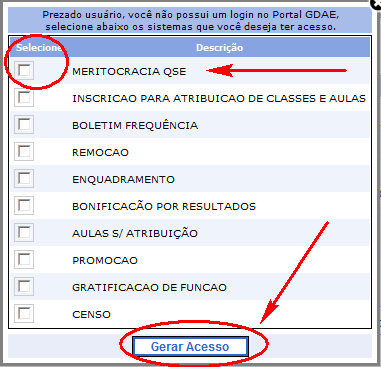 Prezado usuário, você não possui um login no Portal GDAE,
selecione abaixo os sistemas que você deseja ter acesso.
Selecione Descrição
MERITOCRACIA QSE
INSCRICAO PARA ATRIBUICAO DE CLASSES E AULAS
BOLETIM FREQUÊNCIA
REMOCAO
ENQUADRAMENTO
BONIFICACÃO POR RESULTADOS
AULAS S/ ATRIBUIÇÃO
PROMOCAO
GRATIFICACAO DE FUNCAO
CENSO
Gerar Acesso